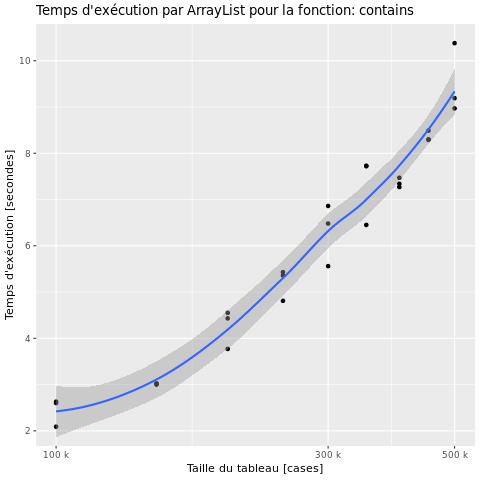 Temps d'exécution par ArrayList pour la fonction: contains
Temps d'exécution [secondes]
10
8
6
4
2
100 k
300 k
500 k
Taille du tableau [cases]